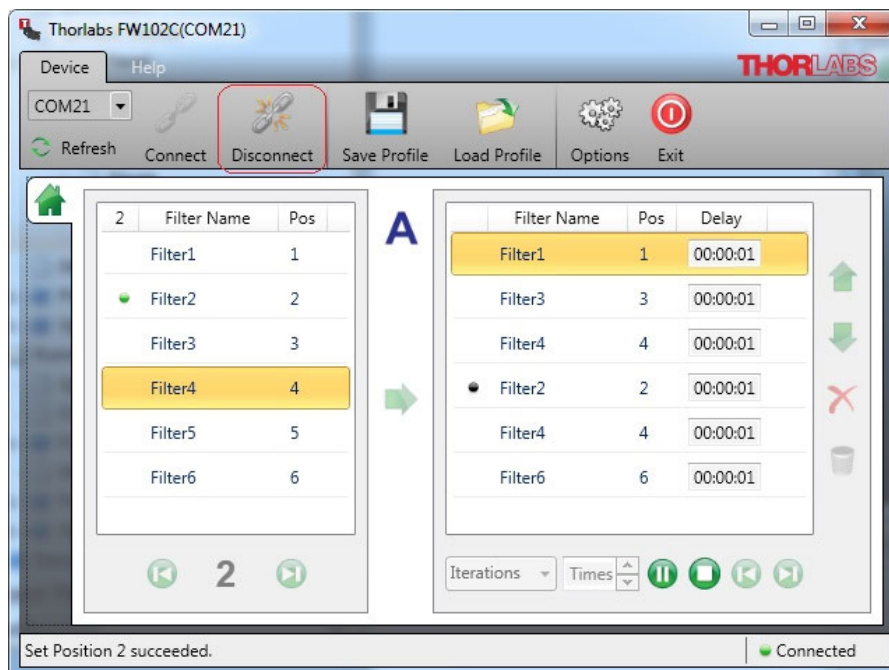 Thorlabs FW102C(COM21)
Device Help
THORLABS
COM21
Refresh
Connect
Disconnect
Save Profile
Load Profile
Options
Exit
2 Filter Name Pos
Filter1 1
Filter2 2
Filter3 3
Filter4 4
Filter5 5
Filter6 6
2
A
Filter Name Pos Delay
Filter1 1 00:00:01
Filter3 3 00:00:01
Filter4 4 00:00:01
Filter2 2 00:00:01
Filter4 4 00:00:01
Filter6 6 00:00:01
Iterations Times
Set Position 2 succeeded.
Connected